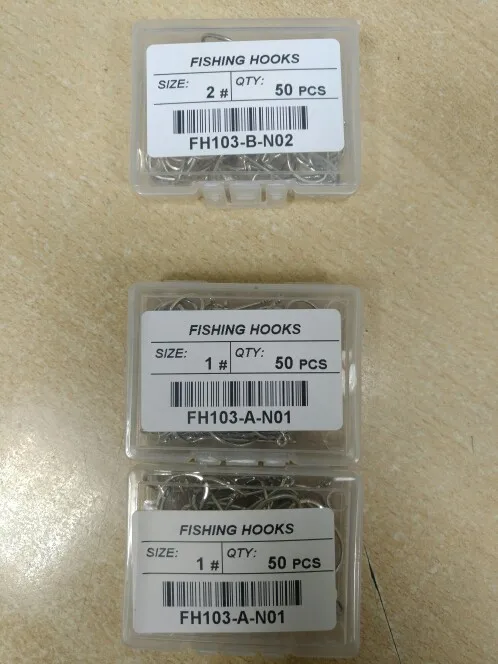 FISHING HOOKS
SIZE: 2 # QTY: 50 PCS
FH103-B-N02
FISHING HOOKS
SIZE: 1 # QTY: 50 PCS
FH103-A-N01
FISHING HOOKS
SIZE: 1 # QTY: 50 PCS
FH103-A-N01